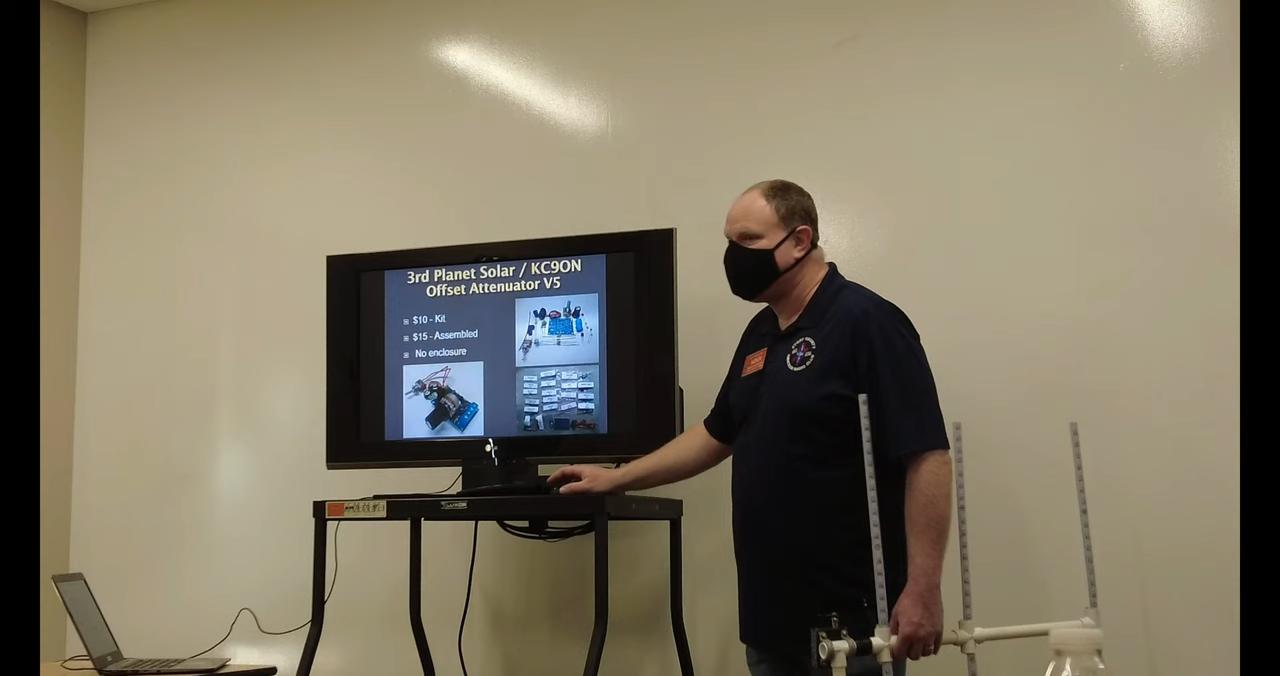 3rd Planet Solar / KC9ON
Offset Attenuator V5
$10 - Kit
$15 - Assembled
No enclosure